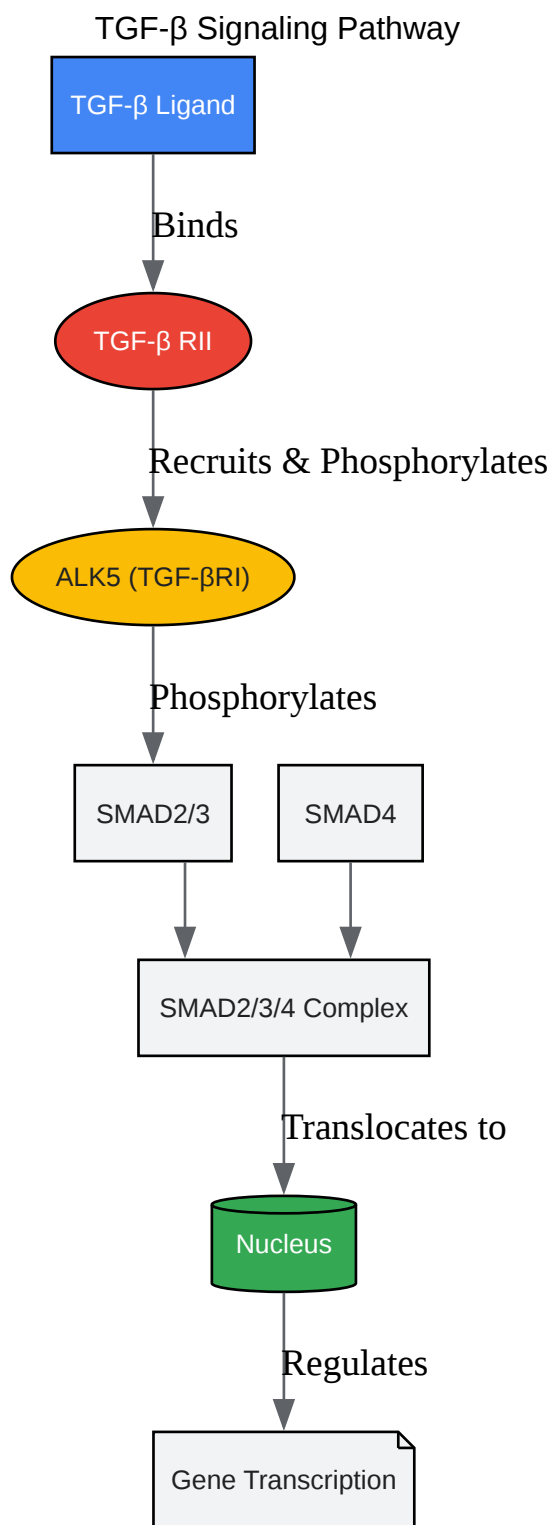 TGF-β Signaling Pathway
TGF-β Ligand
Binds
TGF-β RII
Recruits & Phosphorylates
ALK5 (TGF-βRI)
Phosphorylates
SMAD2/3
SMAD4
SMAD2/3/4 Complex
Translocates to
Nucleus
Regulates
Gene Transcription